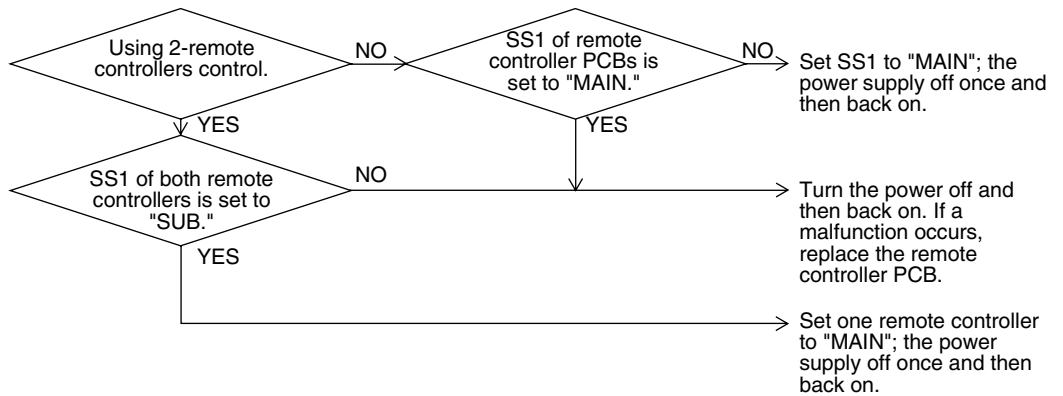 Using 2-remote
controllers control.
NO
SS1 of remote
controller PCBs is
set to "MAIN."
NO
Set SS1 to "MAIN"; the
power supply off once and
then back on.
YES
YES
SS1 of both remote
controllers is set to
"SUB."
NO
Turn the power off and
then back on. If a
malfunction occurs,
replace the remote
controller PCB.
YES
Set one remote controller
to "MAIN"; the power
supply off once and then
back on.